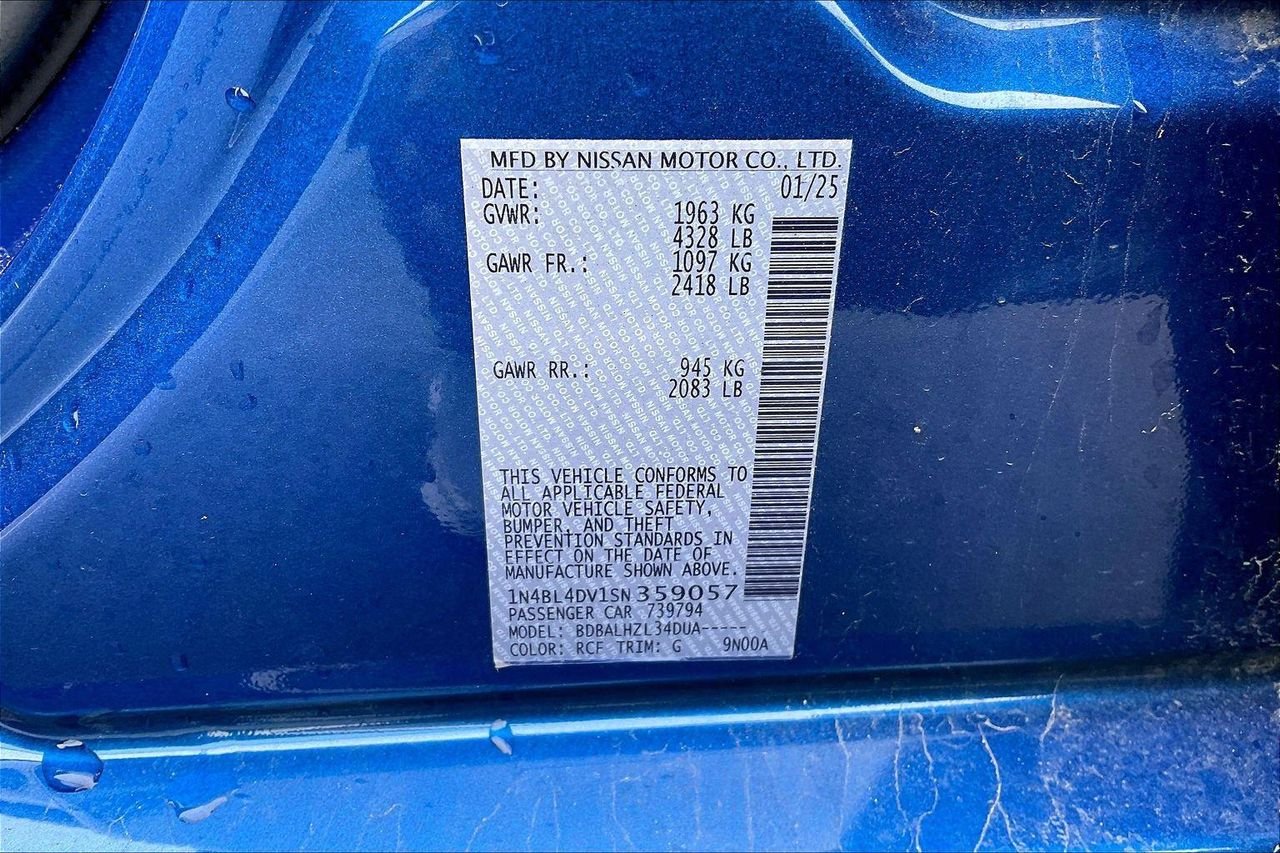 MFD BY NISSAN MOTOR CO., LTD.
DATE: 01/25
GVWR: 1963 KG
4328 LB
GAWR FR.: 1097 KG
2418 LB
GAWR RR.: 945 KG
2083 LB
THIS VEHICLE CONFORMS TO
ALL APPLICABLE FEDERAL
MOTOR VEHICLE SAFETY,
BUMPER, AND THEFT
PREVENTION STANDARDS IN
EFFECT ON THE DATE OF
MANUFACTURE SHOWN ABOVE.
1N4BL4DV1SN359057
PASSENGER CAR 739794
MODEL: BDBALHZL34DUA-----
COLOR: RCF TRIM: G 9N00A